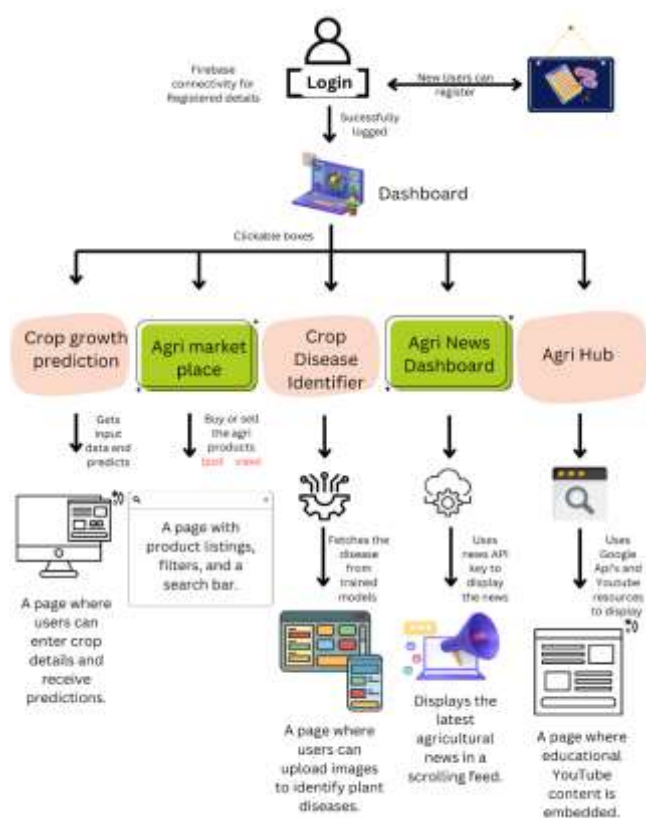 Firebase
connectivity for
Registered details
Login
New Users can
register
Sucessfully
logged
Dashboard
Clickable boxes
Crop growth
prediction
Agri market
place
Crop
Disease
Identifier
Agri News
Dashboard
Agri Hub
Gets
input
data and
predicts
Buy or sell
the agri
products
Fetches the
disease
from
trained
models
Uses
news API
key to
display
the news
Uses
Google
Api's and
Youtube
resources
to display
A page where
users can
enter crop
details and
receive
predictions.
A page with
product listings,
filters, and a
search bar.
A page where
users can
upload images
to identify plant
diseases.
Displays the
latest
agricultural
news in a
scrolling feed.
A page where
educational
YouTube
content is
embedded.